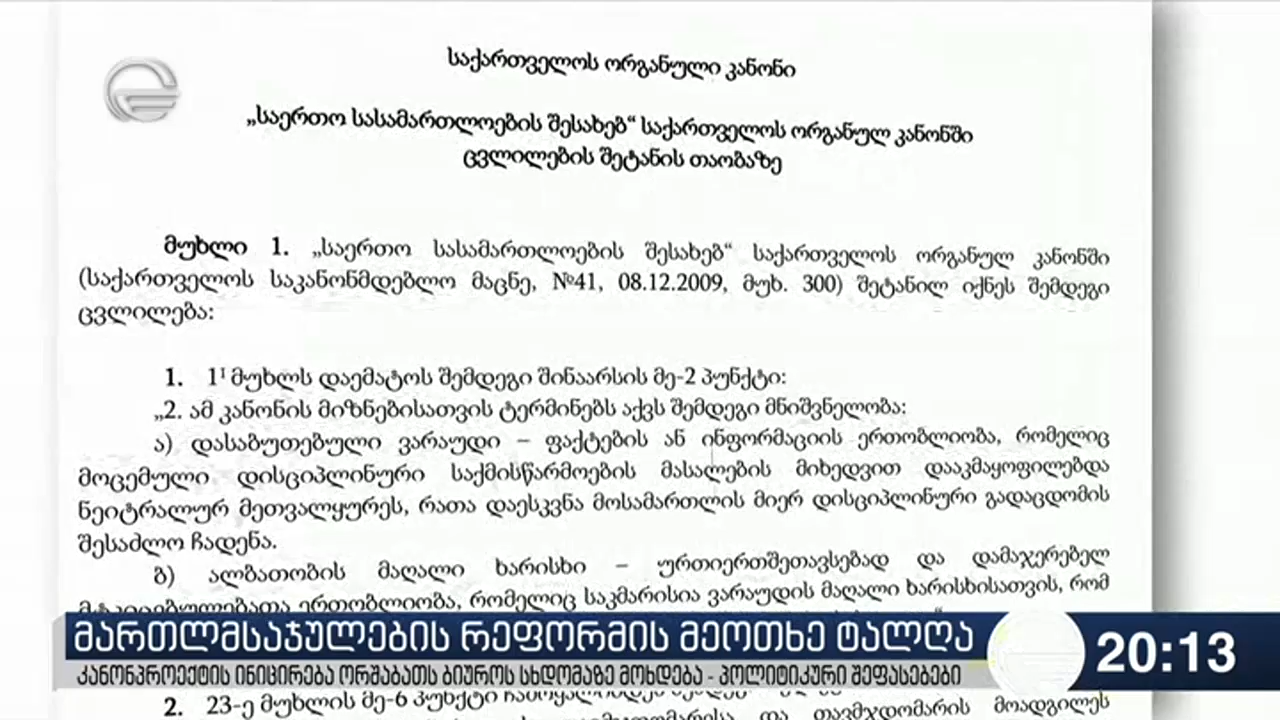 საქართველოს ორგანული კანონი
„საერთო სასამართლოების შესახებ“ საქართველოს ორგანულ კანონში
ცვლილების შეტანის თაობაზე
მუხლი 1. „საერთო სასამართლოების შესახებ“ საქართველოს ორგანულ კანონში
(საქართველოს საკანონმდებლო მაცნე, №41, 08.12.2009, მუხ. 300) შეტანილ იქნეს შემდეგი
ცვლილება:
1. 1¹ მუხლს დაემატოს შემდეგი შინაარსის მე-2 პუნქტი:
„2. ამ კანონის მიზნებისათვის ტერმინებს აქვს შემდეგი მნიშვნელობა:
ა) დასაბუთებული ვარაუდი – ფაქტების ან ინფორმაციის ერთობლიობა, რომელიც
მოცემული დისციპლინური საქმისწარმოების მასალების მიხედვით დააკმაყოფილებდა
ნეიტრალურ მეთვალყურეს, რათა დაესკვნა მოსამართლის მიერ დისციპლინური გადაცდომის
შესაძლო ჩადენა.
ბ) ალბათობის მაღალი ხარისხი – ურთიერთშეთავსებად და დამაჯერებელ
მტკიცებულებათა ერთობლიობა, რომელიც საკმარისია ვარაუდის მაღალი ხარისხისათვის, რომ
მართლმსაჯულების რეფორმის მეოთხე ტალღა
20:13
კანონპროექტის ინიცირება ორშაბათს ბიუროს სხდომაზე მოხდება - პოლიტიკური შეფასებები
2. 23-ე მუხლის მე-6 პუნქტი
და თავმჯდომარის მოადგილეს